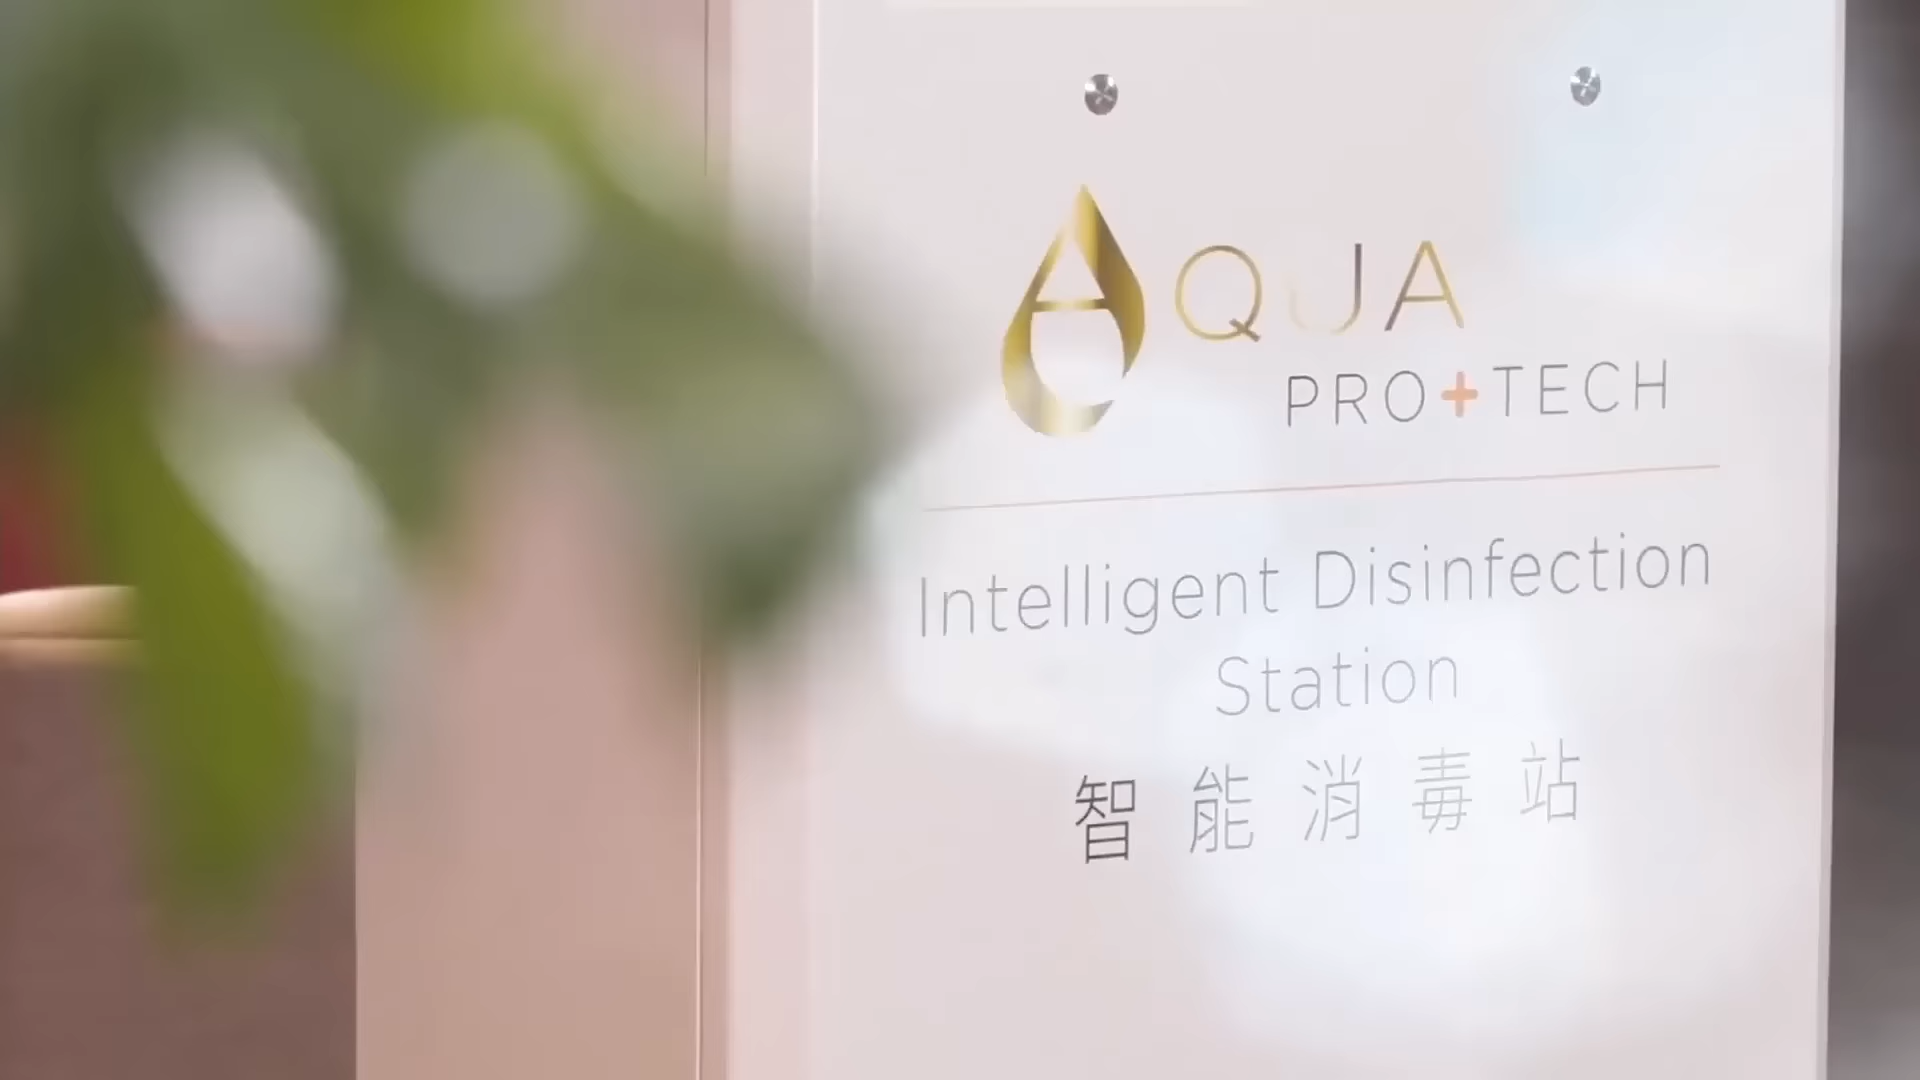 AQUA
PRO+TECH
Intelligent Disinfection
Station
智能消毒站